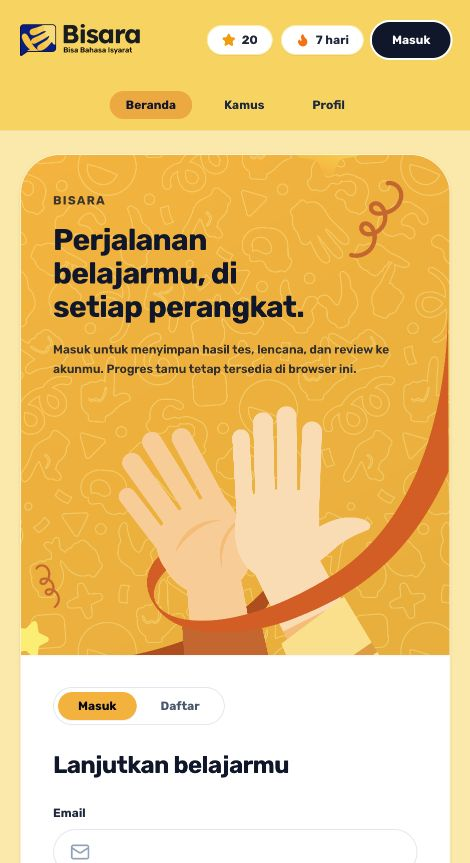 Bisara
Bisa Bahasa Isyarat
20
7 hari
Masuk
Beranda
Kamus
Profil
BISARA
Perjalanan
belajarmu, di
setiap perangkat.
Masuk untuk menyimpan hasil tes, lencana, dan review ke
akunmu. Progres tamu tetap tersedia di browser ini.
Masuk
Daftar
Lanjutkan belajarmu
Email